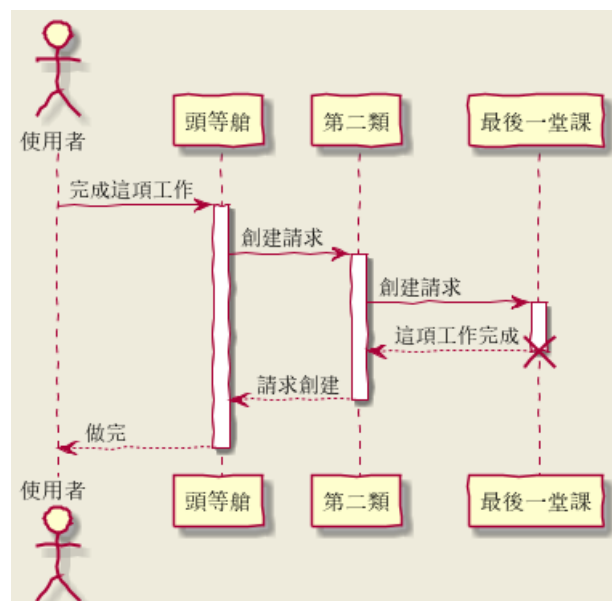 使用者
頭等艙
第二類
最後一堂課
完成這項工作
創建請求
創建請求
這項工作完成
請求創建
做完
使用者
頭等艙
第二類
最後一堂課